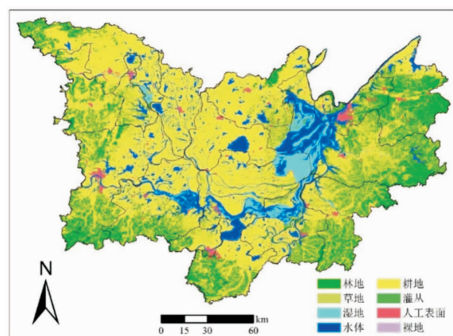 N
0 15 30 60 km
林地 耕地
草地 灌丛
湿地 人工表面
水体 裸地